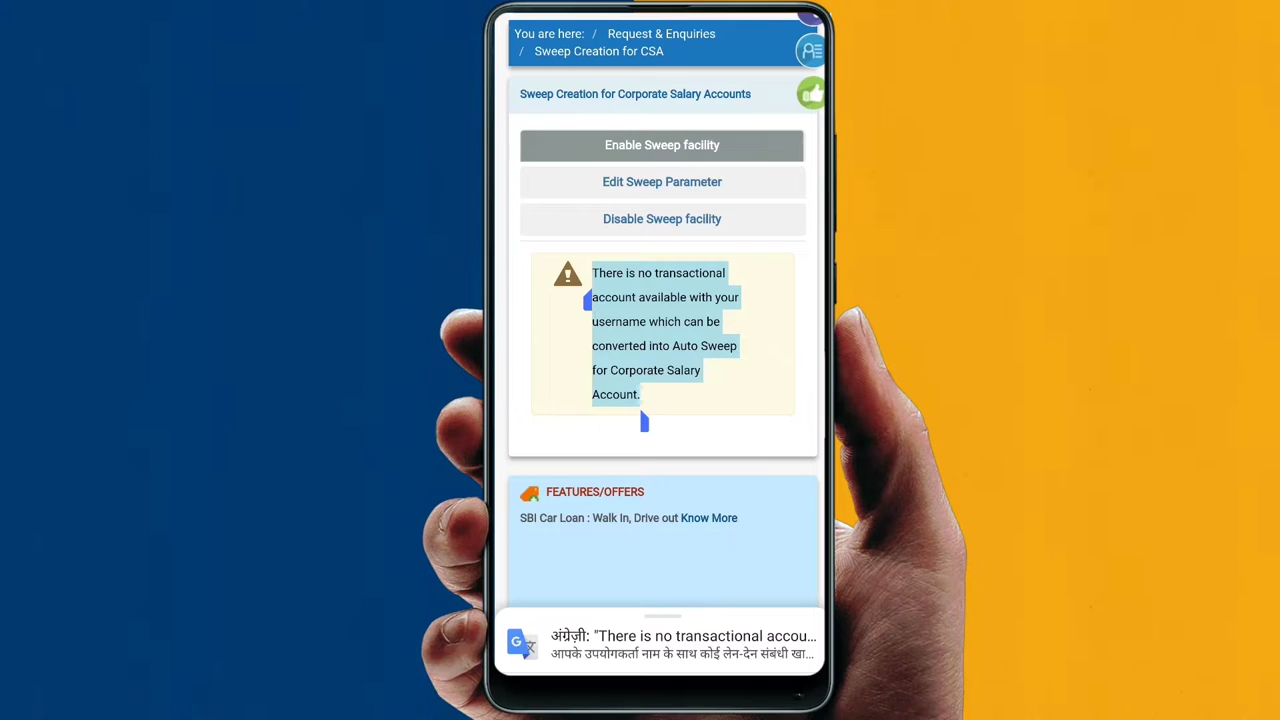 You are here: / Request & Enquiries
/ Sweep Creation for CSA
Sweep Creation for Corporate Salary Accounts
Enable Sweep facility
Edit Sweep Parameter
Disable Sweep facility
There is no transactional
account available with your
username which can be
converted into Auto Sweep
for Corporate Salary
Account.
FEATURES/OFFERS
SBI Car Loan : Walk In, Drive out Know More
अंग्रेज़ी: "There is no transactional accou...
आपके उपयोगकर्ता नाम के साथ कोई लेन-देन संबंधी खा...